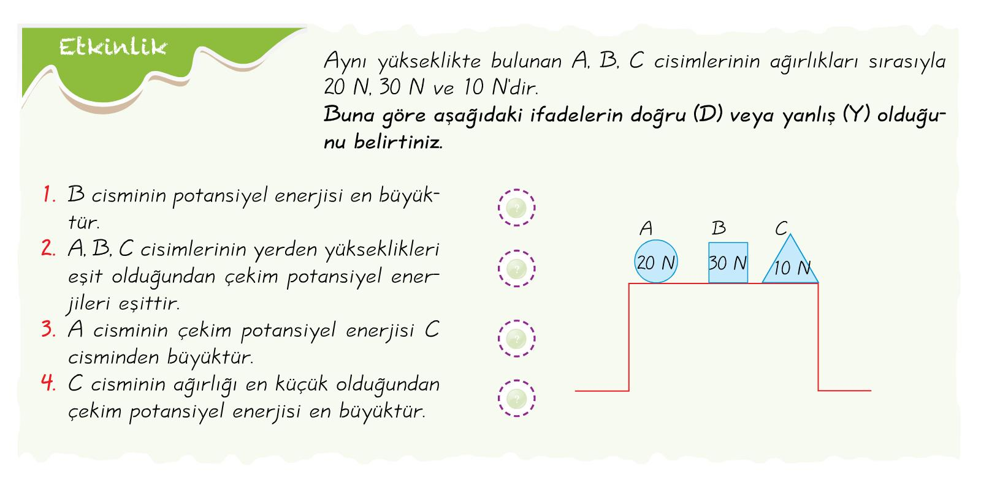 Etkinlik
Aynı yükseklikte bulunan A, B, C cisimlerinin ağırlıkları sırasıyla
20 N, 30 N ve 10 N'dir.
Buna göre aşağıdaki ifadelerin doğru (D) veya yanlış (Y) olduğu-
nu belirtiniz.
1. B cisminin potansiyel enerjisi en büyük-
tür.
?
2. A, B, C cisimlerinin yerden yükseklikleri
eşit olduğundan çekim potansiyel ener-
jileri eşittir.
?
3. A cisminin çekim potansiyel enerjisi C
cisminden büyüktür.
?
4. C cisminin ağırlığı en küçük olduğundan
çekim potansiyel enerjisi en büyüktür.
?
A B C
20 N 30 N 10 N